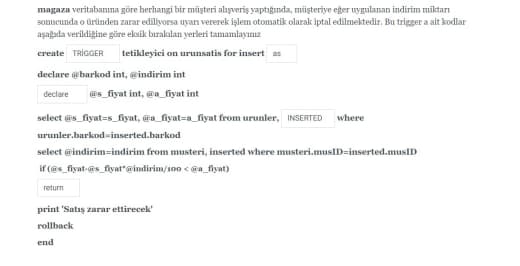 magaza veritabanına göre herhangi bir müşteri alışveriş yaptığında, müşteriye eğer uygulanan indirim miktarı
sonucunda o üründen zarar ediliyorsa uyarı vererek işlem otomatik olarak iptal edilmektedir. Bu trigger a ait kodlar
aşağıda verildiğine göre eksik bırakılan yerleri tamamlayınız
create TRİGGER tetikleyici on urunsatis for insert as
declare @barkod int, @indirim int
declare @s_fiyat int, @a_fiyat int
select @s_fiyat=s_fiyat, @a_fiyat=a_fiyat from urunler, INSERTED where
urunler.barkod=inserted.barkod
select @indirim=indirim from musteri, inserted where musteri.musID=inserted.musID
if (@s_fiyat-@s_fiyat*@indirim/100 < @a_fiyat)
return
print 'Satış zarar ettirecek'
rollback
end